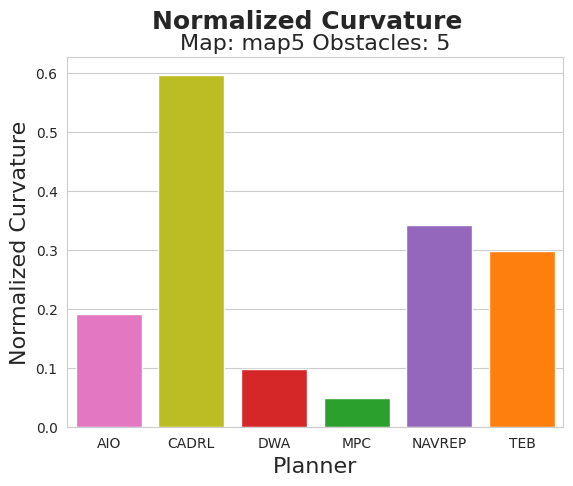 Normalized Curvature
Map: map5 Obstacles: 5
Normalized Curvature
0.6
0.5
0.4
0.3
0.2
0.1
0.0
AIO CADRL DWA MPC NAVREP TEB
Planner